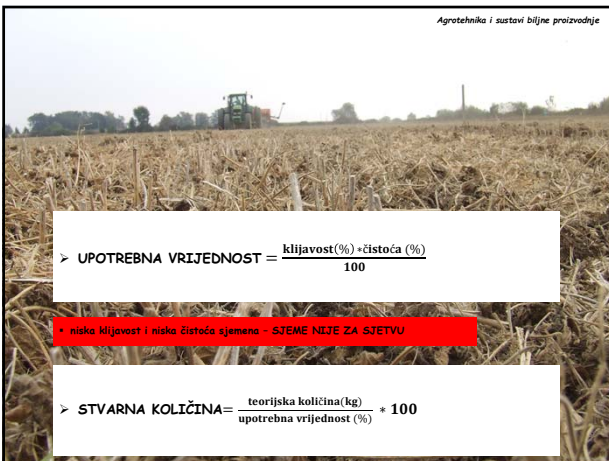 Agrotehnika i sustavi biljne proizvodnje
➢ UPOTREBNA VRIJEDNOST = klijavost(%)*čistoća (%) / 100
• niska klijavost i niska čistoća sjemena – SJEME NIJE ZA SJETVU
➢ STVARNA KOLIČINA= teorijska količina(kg) / upotrebna vrijednost (%) * 100